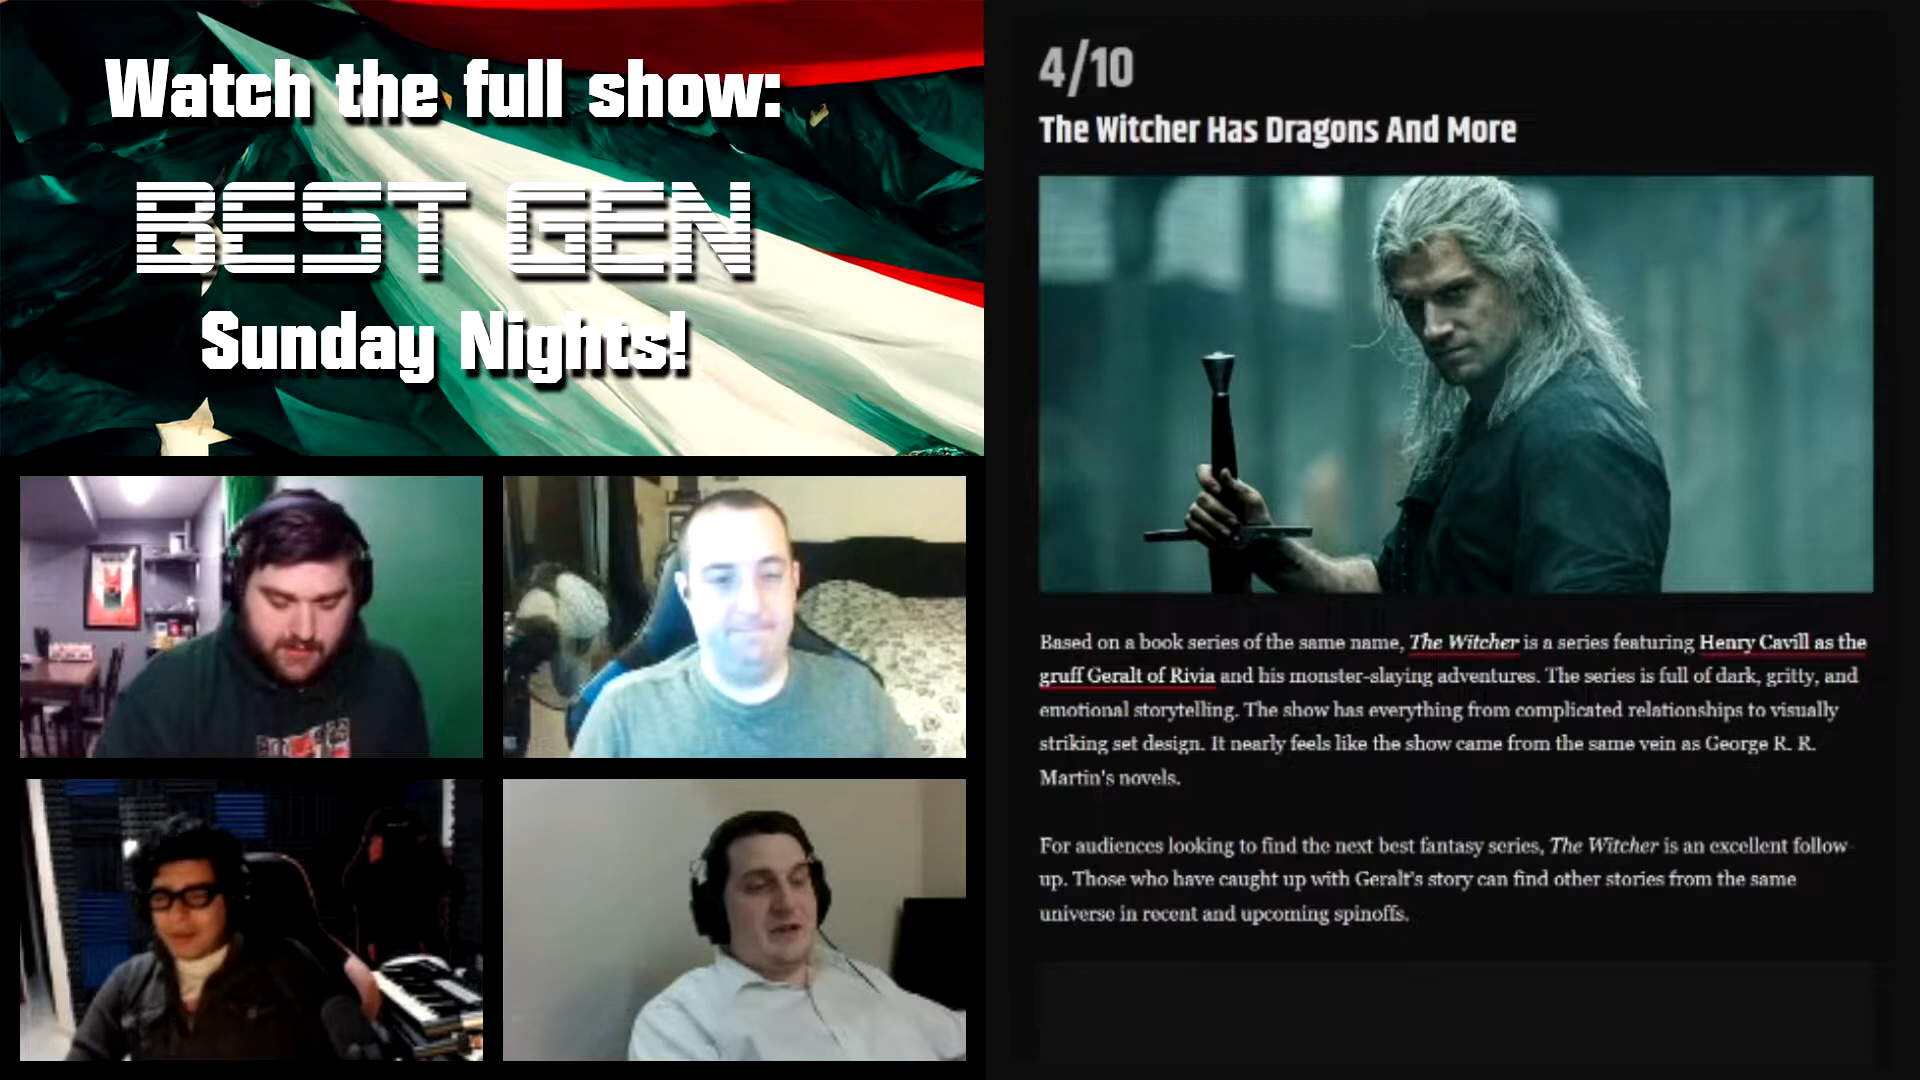 Watch the full show:
BEST GEN
Sunday Nights!
4/10
The Witcher Has Dragons And More
Based on a book series of the same name, The Witcher is a series featuring Henry Cavill as the
gruff Geralt of Rivia and his monster-slaying adventures. The series is full of dark, gritty, and
emotional storytelling. The show has everything from complicated relationships to visually
striking set design. It nearly feels like the show came from the same vein as George R. R.
Martin's novels.
For audiences looking to find the next best fantasy series, The Witcher is an excellent follow-
up. Those who have caught up with Geralt's story can find other stories from the same
universe in recent and upcoming spinoffs.